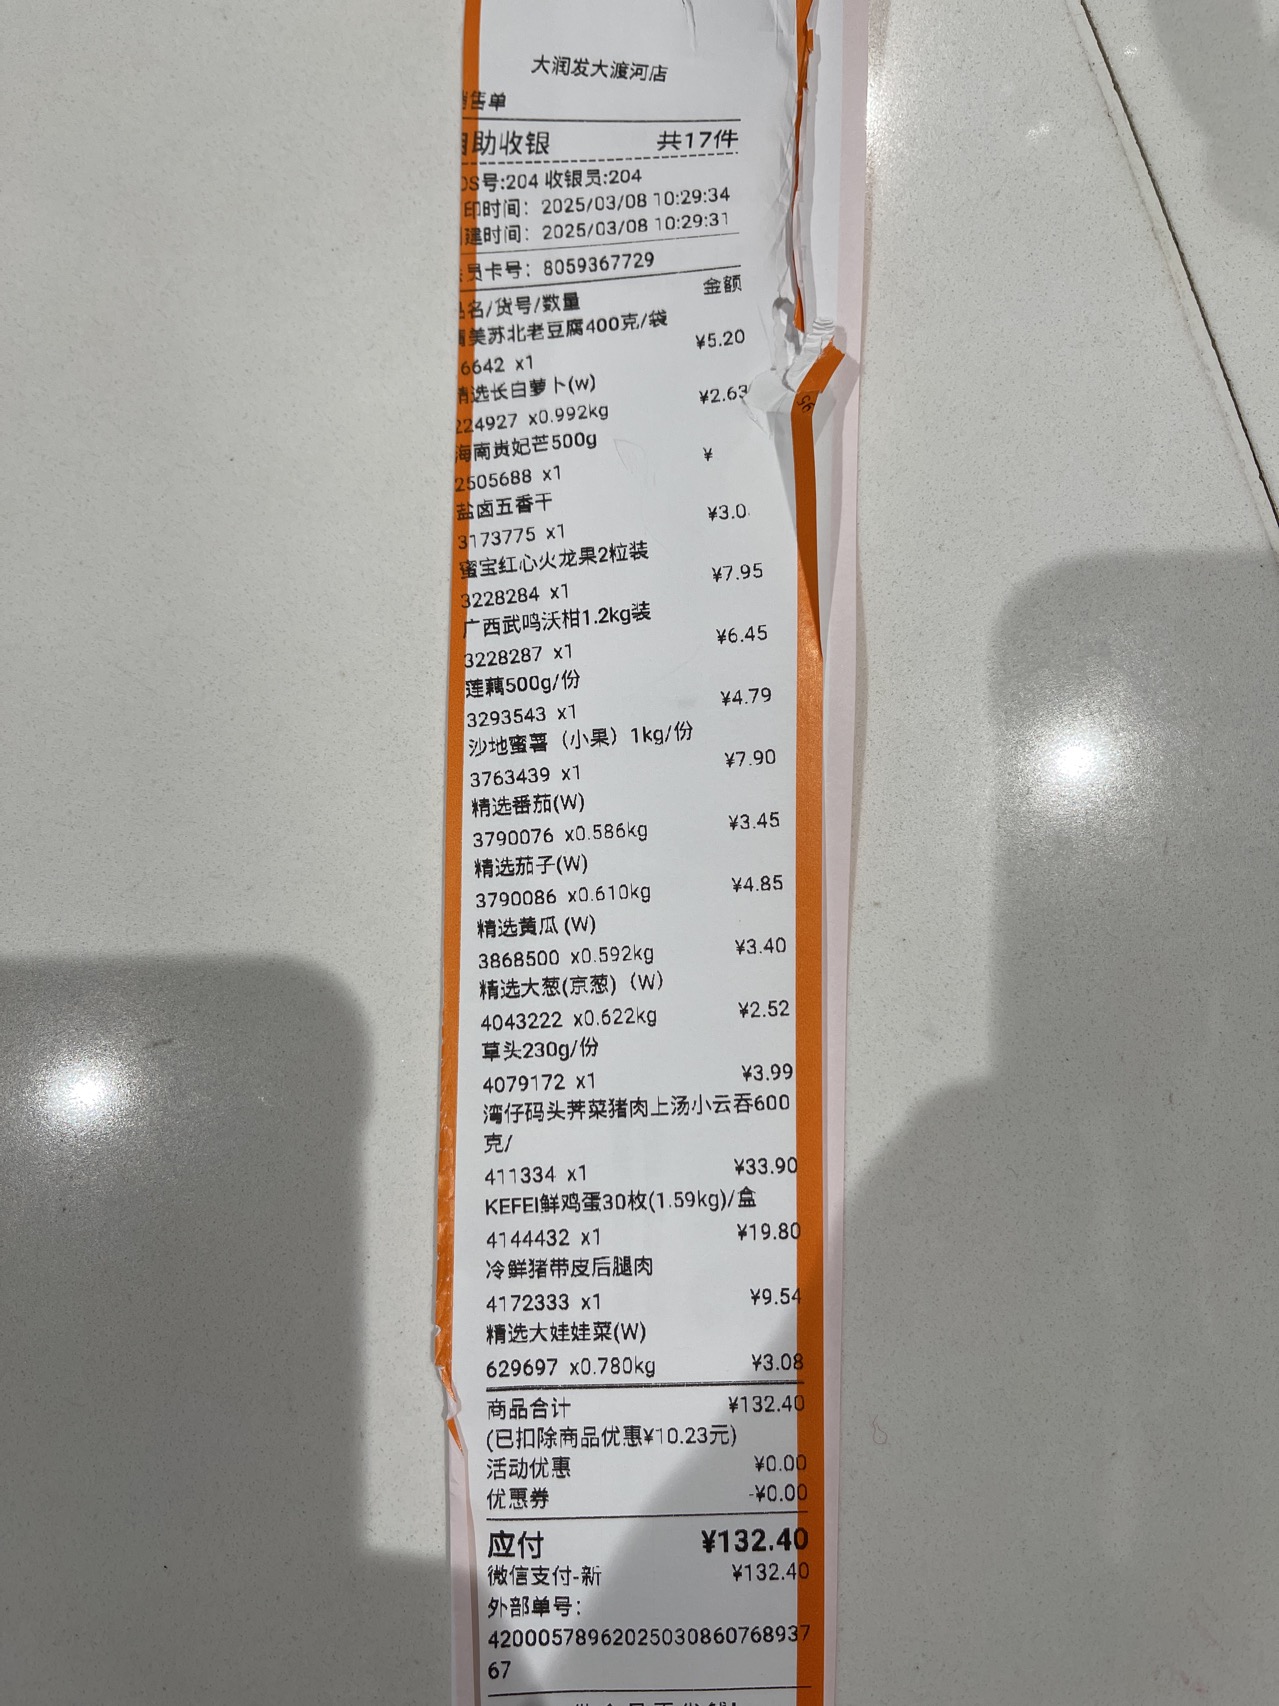 大润发大渡河店
售单
助收银 共17件
OS号:204 收银员:204
印时间: 2025/03/08 10:29:34
建时间: 2025/03/08 10:29:31
员卡号: 8059367729
名/货号/数量 金额
美苏北老豆腐400克/袋
6642 x1 ¥5.20
精选长白萝卜(w)
224927 x0.992kg ¥2.63
海南贵妃芒500g
2505688 x1 ¥
盐卤五香干
3173775 x1 ¥3.0
蜜宝红心火龙果2粒装
3228284 x1 ¥7.95
广西武鸣沃柑1.2kg装
3228287 x1 ¥6.45
莲藕500g/份
3293543 x1 ¥4.79
沙地蜜薯（小果）1kg/份
3763439 x1 ¥7.90
精选番茄(W)
3790076 x0.586kg ¥3.45
精选茄子(W)
3790086 x0.610kg ¥4.85
精选黄瓜 (W)
3868500 x0.592kg ¥3.40
精选大葱(京葱)（W）
4043222 x0.622kg ¥2.52
草头230g/份
4079172 x1 ¥3.99
湾仔码头荠菜猪肉上汤小云吞600
克/
411334 x1 ¥33.90
KEFEI鲜鸡蛋30枚(1.59kg)/盒
4144432 x1 ¥19.80
冷鲜猪带皮后腿肉
4172333 x1 ¥9.54
精选大娃娃菜(W)
629697 x0.780kg ¥3.08
商品合计 ¥132.40
(已扣除商品优惠¥10.23元)
活动优惠 ¥0.00
优惠券 -¥0.00
应付 ¥132.40
微信支付-新 ¥132.40
外部单号:
42000578962025030860768937
67